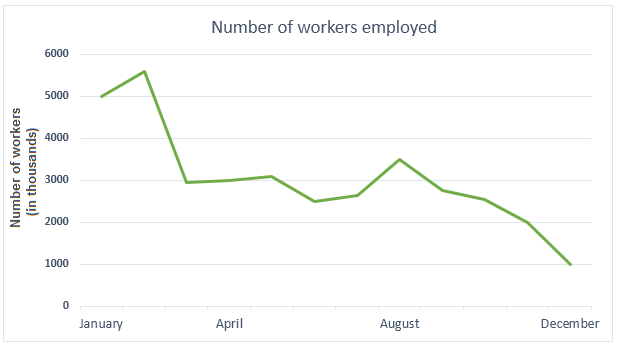 Number of workers employed
Number of workers
(in thousands)
6000
5000
4000
3000
2000
1000
0
January
April
August
December